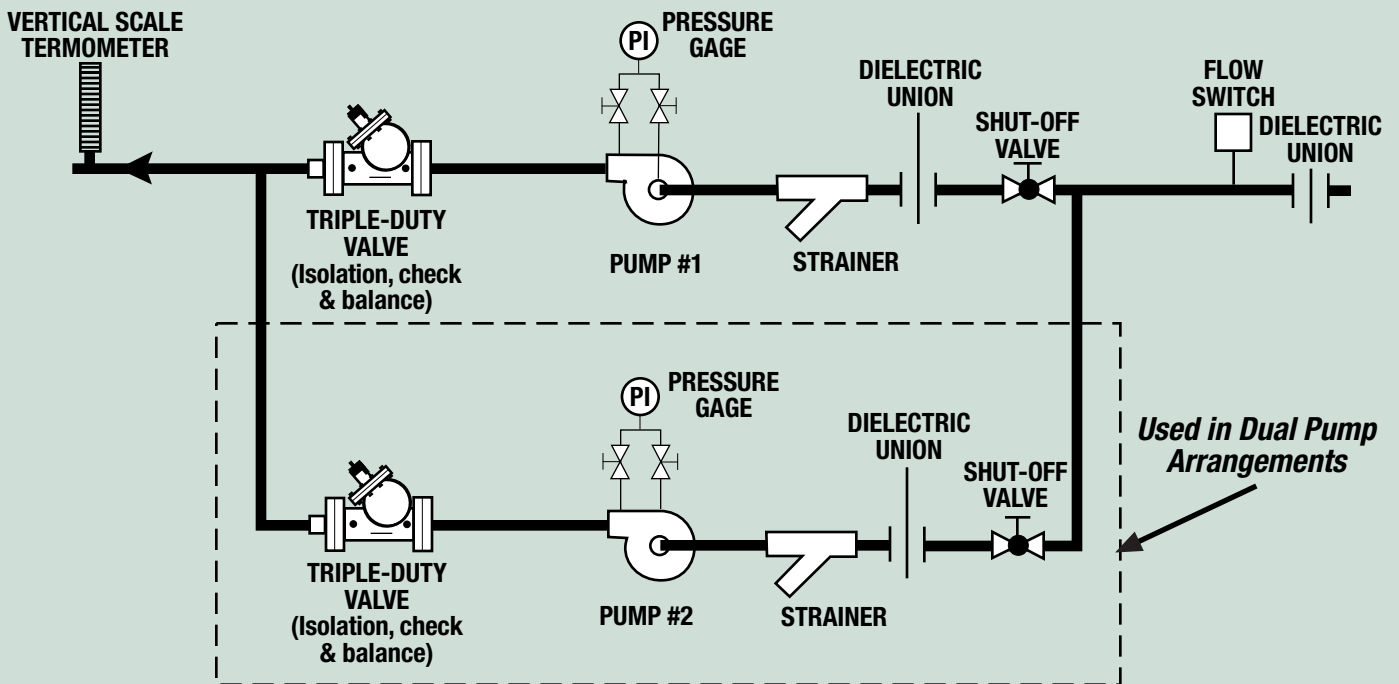 VERTICAL SCALE
TERMOMETER
PI
PRESSURE
GAGE
DIELECTRIC
UNION
SHUT-OFF
VALVE
FLOW
SWITCH
DIELECTRIC
UNION
TRIPLE-DUTY
VALVE
(Isolation, check
& balance)
PUMP #1
STRAINER
PI
PRESSURE
GAGE
DIELECTRIC
UNION
SHUT-OFF
VALVE
Used in Dual Pump
Arrangements
TRIPLE-DUTY
VALVE
(Isolation, check
& balance)
PUMP #2
STRAINER